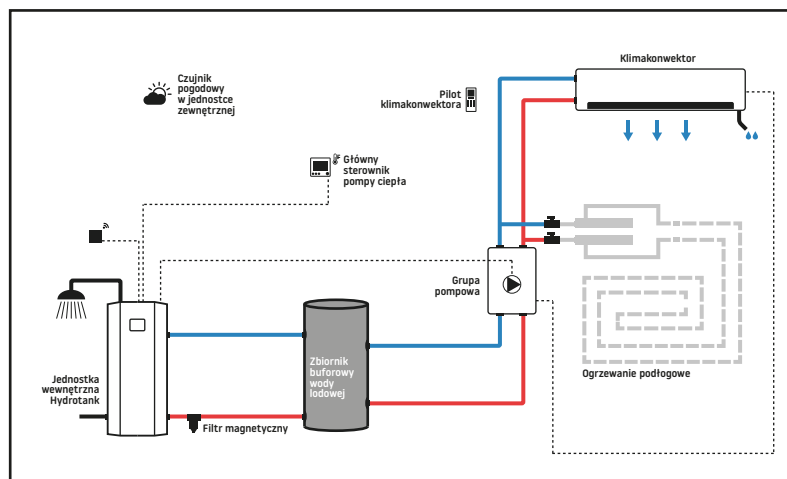 Klimakonwektor
Czujnik
pogodowy
w jednostce
zewnętrznej
Pilot
klimakonwektora
Główny
sterownik
pompy ciepła
Grupa
pompowa
Zbiornik
buforowy
wody
lodowej
Ogrzewanie podłogowe
Jednostka
wewnętrzna
Hydrotank
Filtr magnetyczny